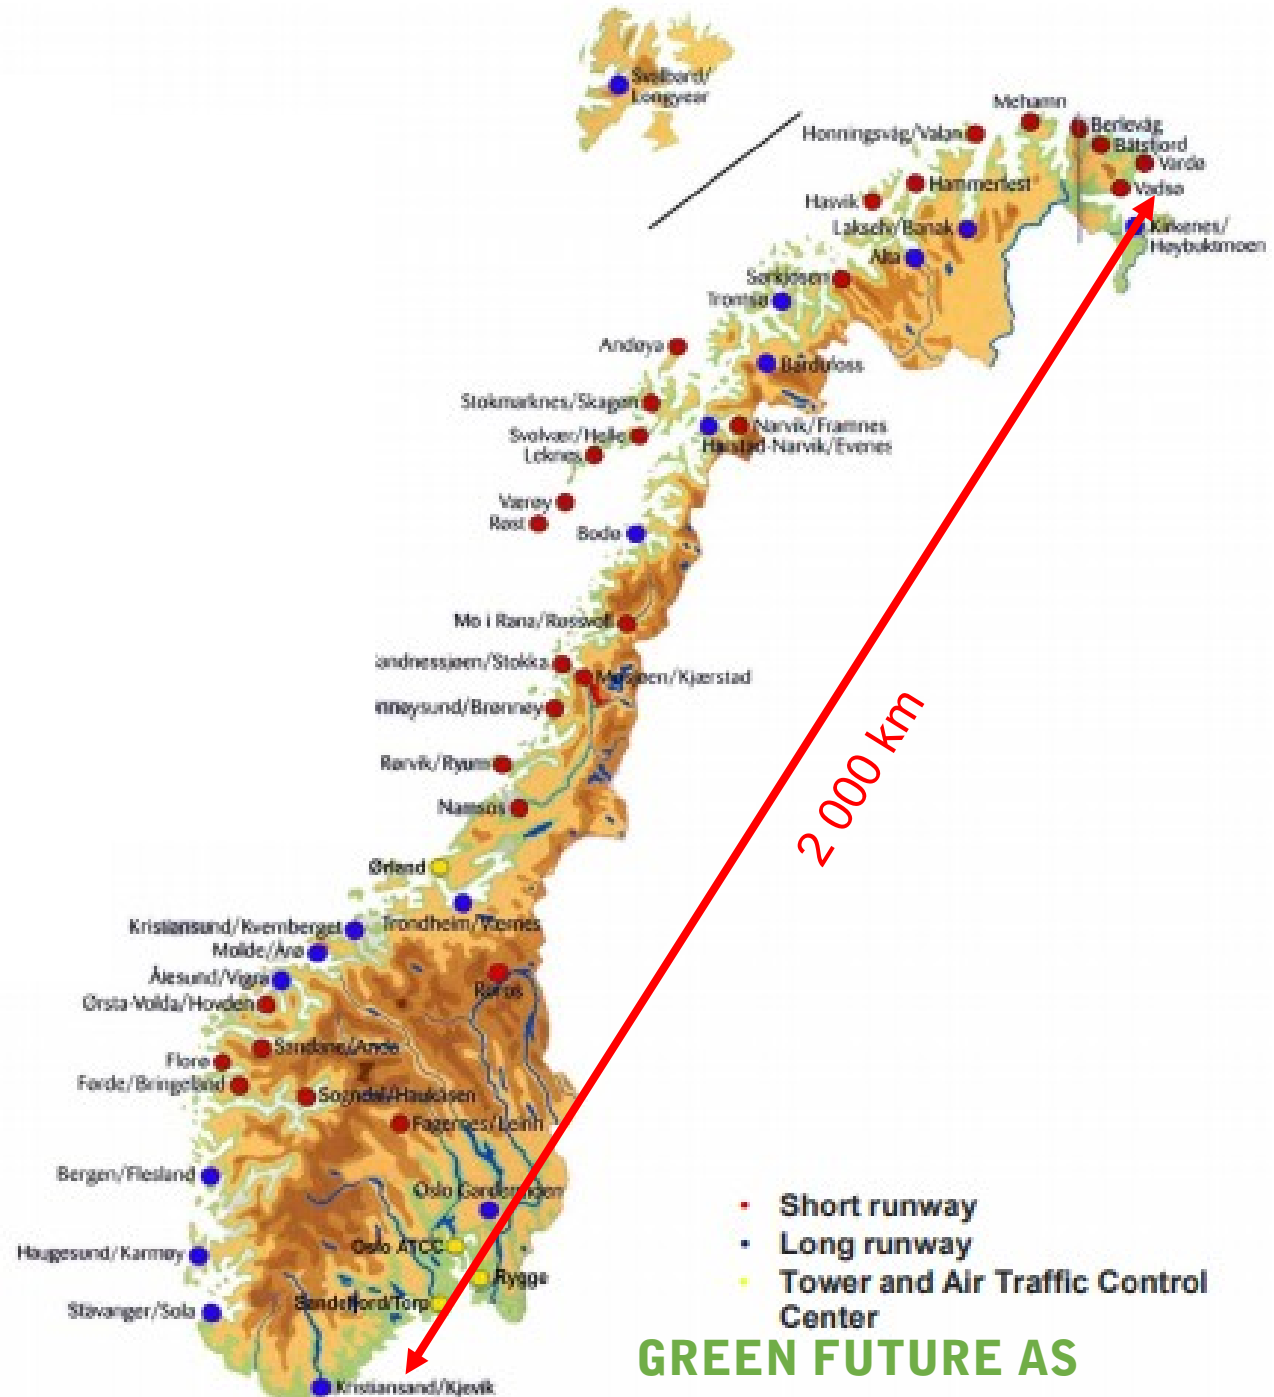 Svalbard/
Longyear
Mehamn
Honningsvåg/Valan
Berlevåg
Båtsfjord
Vardø
Hammerfest
Vadsø
Hasvik
Lakselv/Banak
Kirkenes/
Høybuktmoen
Alta
Sørkjosen
Tromsø
Andøya
Bardufoss
Stokmarknes/Skagen
Narvik/Framnes
Svolvær/Helle
Harstad-Narvik/Evenes
Leknes
Værøy
Røst
Bodø
Mo i Rana/Røssvoll
andnessjøen/Stokka
Mosjøen/Kjærstad
nnøysund/Brønnøy
2 000 km
Rørvik/Ryum
Namsos
Ørland
Kristiansund/Kvernberget
Trondheim/Værnes
Molde/Årø
Ålesund/Vigra
Røros
Ørsta-Volda/Hovden
Sandane/Anda
Florø
Førde/Bringeland
Sogndal/Haukåsen
Fagernes/Leinh
Bergen/Flesland
Oslo Gardermoen
Short runway
Oslo ATCC
Long runway
Haugesund/Karmøy
Rygge
Tower and Air Traffic Control
Center
Sandefjord/Torp
Stavanger/Sola
GREEN FUTURE AS
Kristiansand/Kjevik